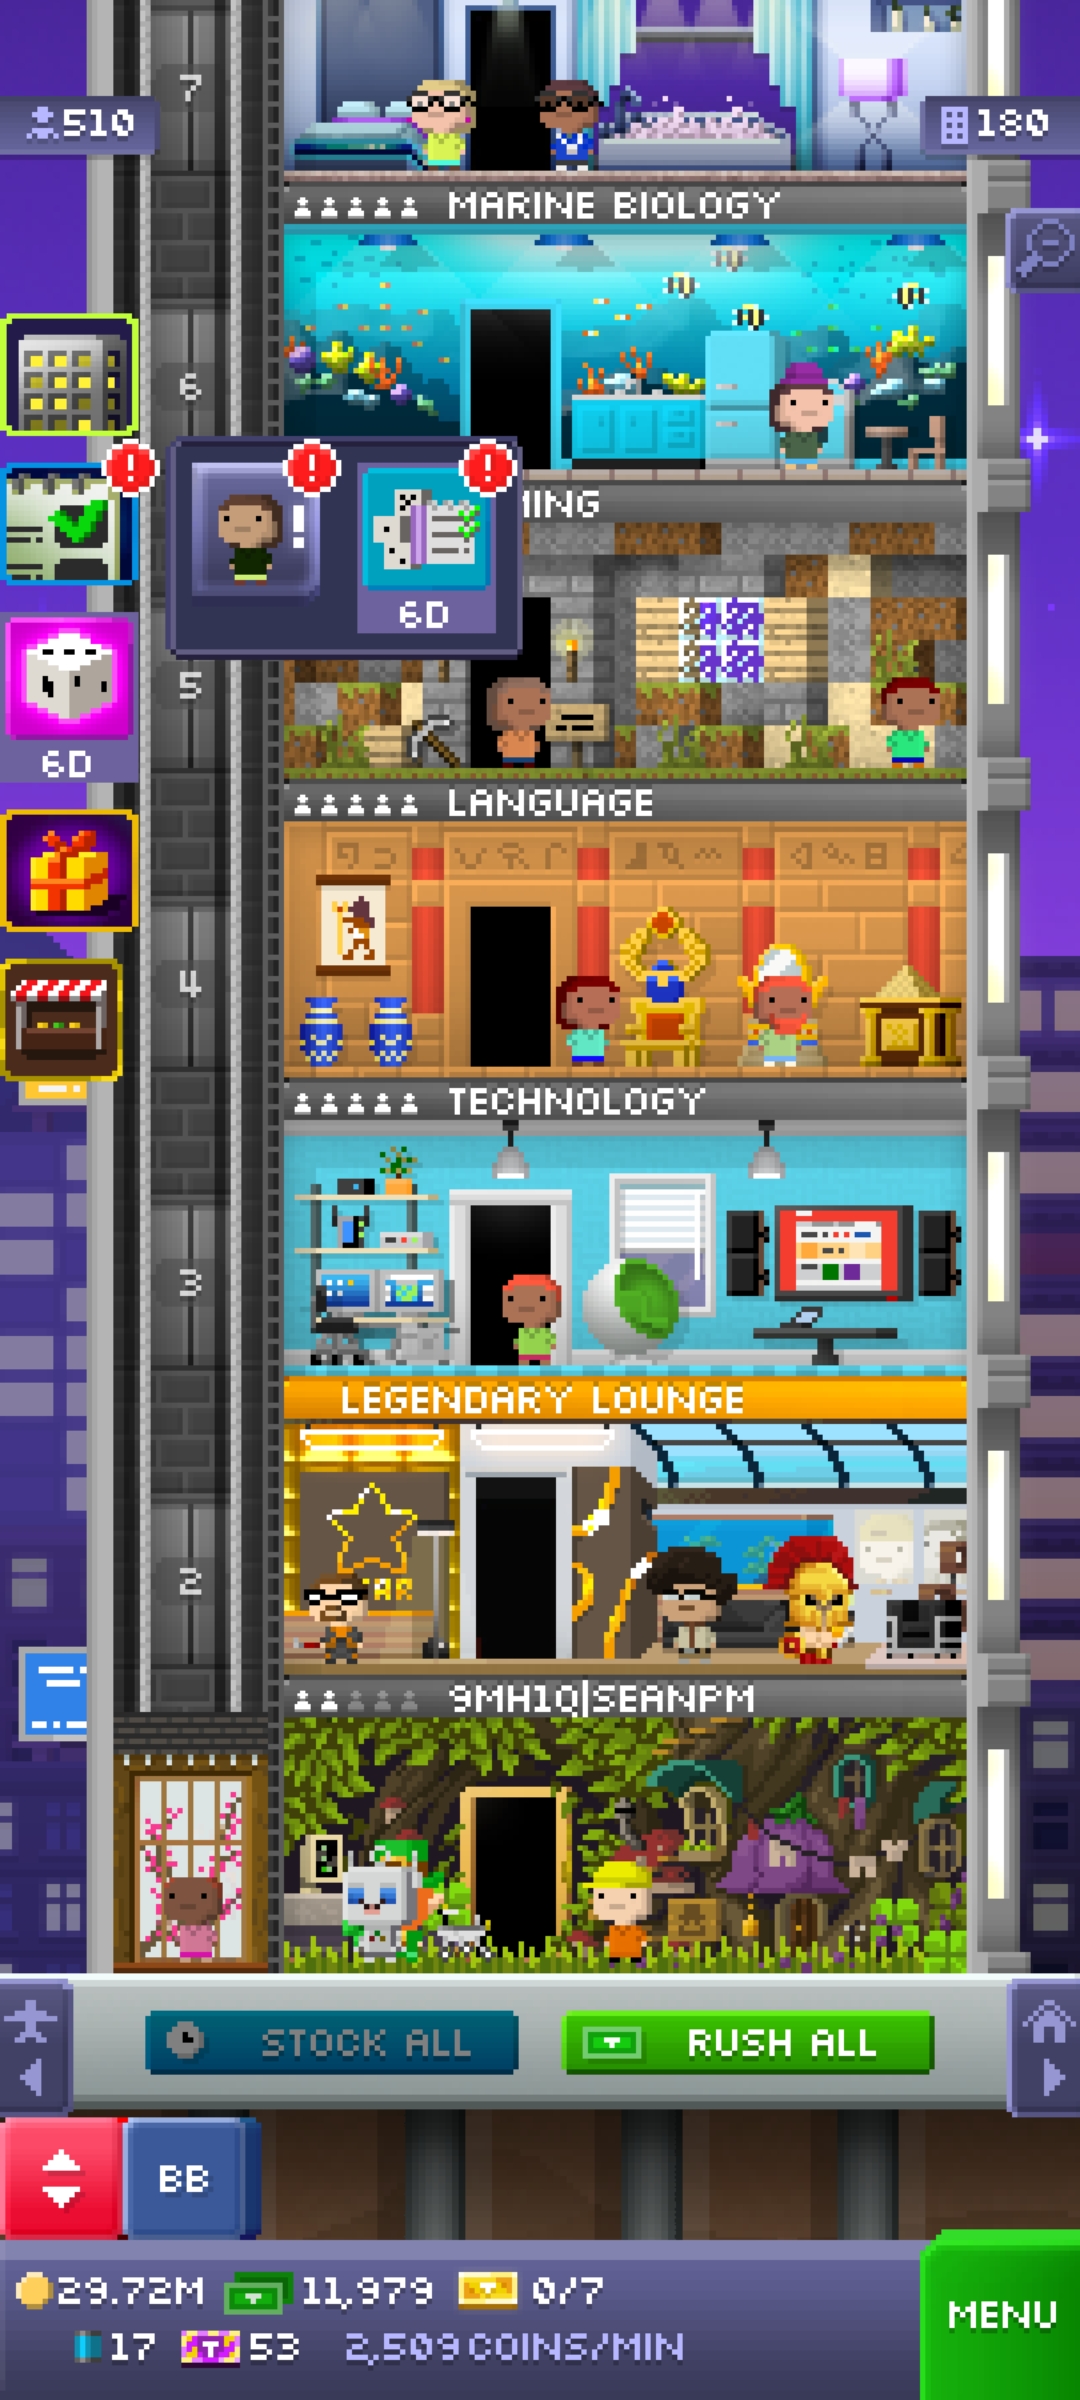 7
510
180
MARINE BIOLOGY
6
MING
!
!
!
!
6D
5
6D
LANGUAGE
4
TECHNOLOGY
3
LEGENDARY LOUNGE
2
9MH1Q|SEANPM
STOCK ALL
RUSH ALL
BB
29.72M 11,979 0/7
17 53 2,509 COINS/MIN
MENU